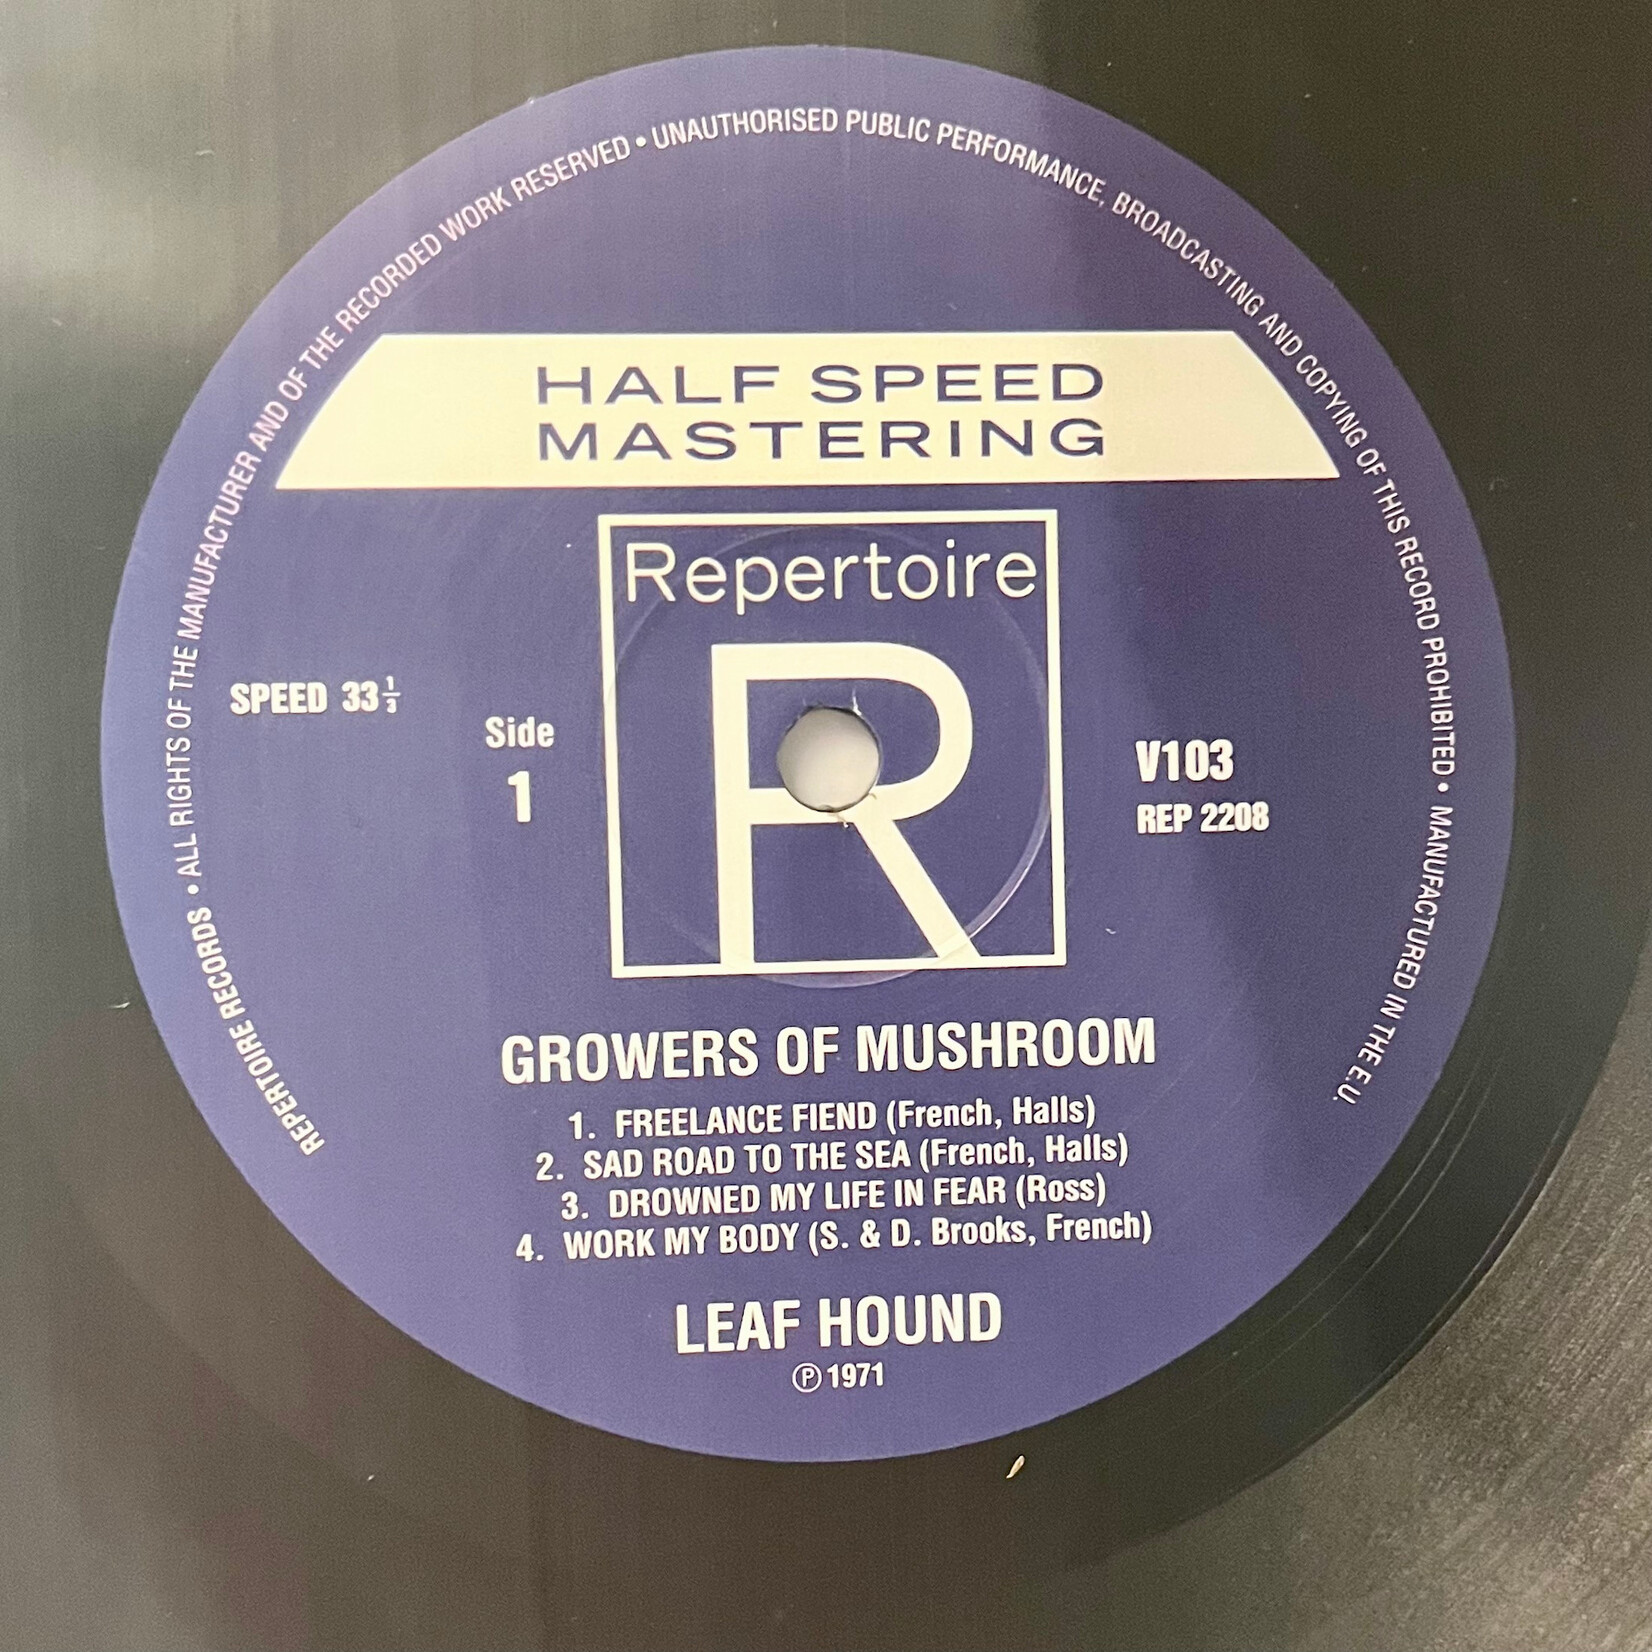 REPERTOIRE RECORDS • ALL RIGHTS OF THE MANUFACTURER AND OF THE RECORDED WORK RESERVED • UNAUTHORISED PUBLIC PERFORMANCE, BROADCASTING AND COPYING OF THIS RECORD PROHIBITED • MANUFACTURED IN THE E.U.
HALF SPEED
MASTERING
Repertoire
R
SPEED 33⅓
Side
1
V103
REP 2208
GROWERS OF MUSHROOM
1. FREELANCE FIEND (French, Halls)
2. SAD ROAD TO THE SEA (French, Halls)
3. DROWNED MY LIFE IN FEAR (Ross)
4. WORK MY BODY (S. & D. Brooks, French)
LEAF HOUND
℗ 1971